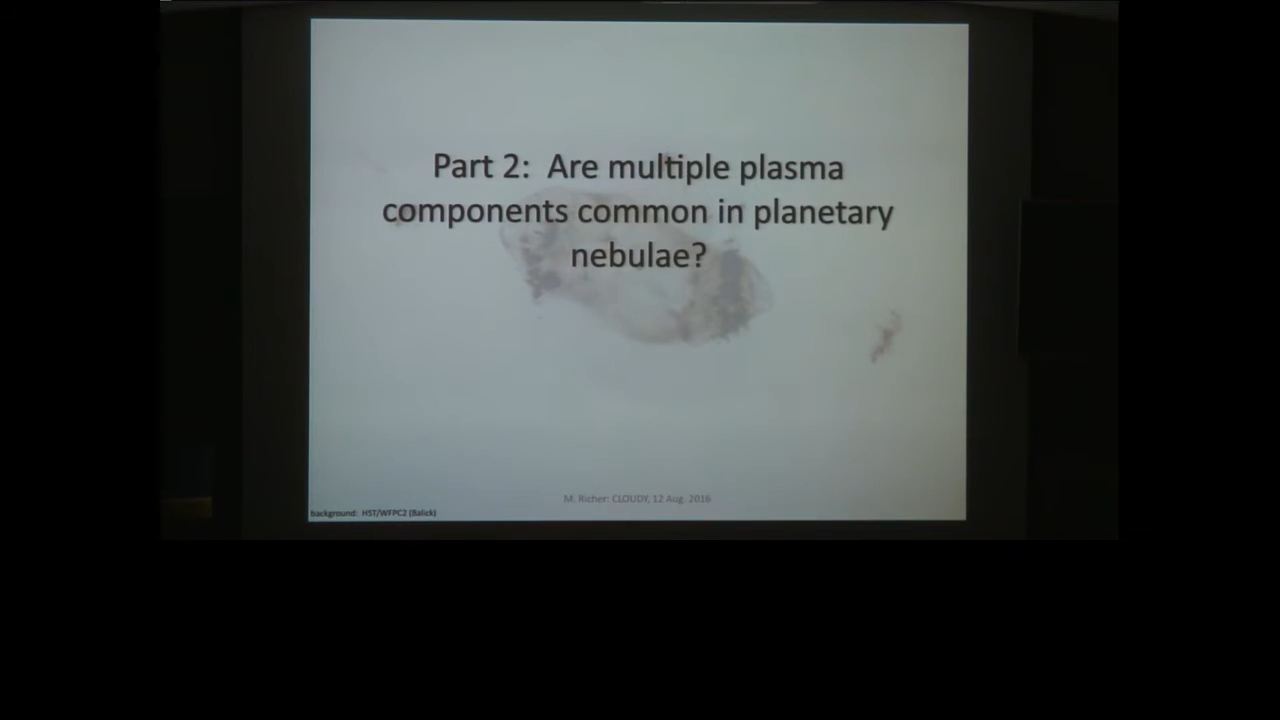 Part 2:  Are multiple plasma
components common in planetary
nebulae?
M. Richer: CLOUDY, 12 Aug. 2016
background:  HST/WFPC2 (Balick)